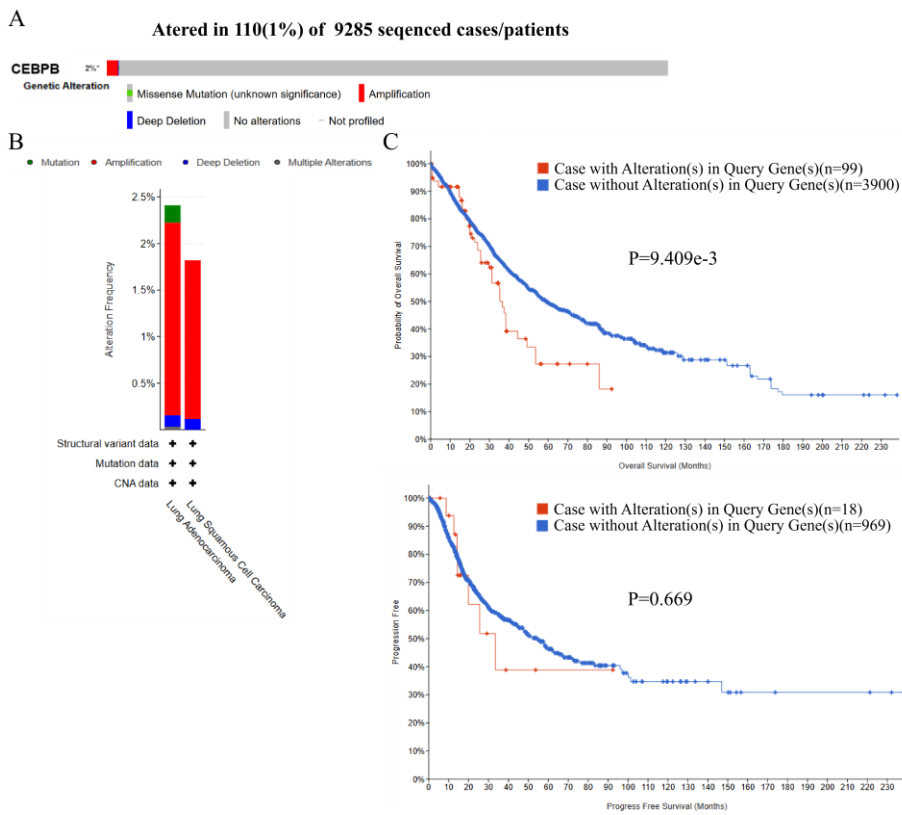 A
Atered in 110(1%) of 9285 seqenced cases/patients
CEBPB 2%*
Genetic Alteration
Missense Mutation (unknown significance) Amplification
Deep Deletion No alterations Not profiled
B
Mutation Amplification Deep Deletion Multiple Alterations
2.5%
2%
1.5%
1%
0.5%
Alteration Frequency
Structural variant data
Mutation data
CNA data
Lung Adenocarcinoma
Lung Squamous Cell Carcinoma
C
Case with Alteration(s) in Query Gene(s)(n=99)
Case without Alteration(s) in Query Gene(s)(n=3900)
P=9.409e-3
100%
90%
80%
70%
60%
50%
40%
30%
20%
10%
0%
Probability of Overall Survival
0 10 20 30 40 50 60 70 80 90 100 110 120 130 140 150 160 170 180 190 200 210 220 230
Overall Survival (Months)
Case with Alteration(s) in Query Gene(s)(n=18)
Case without Alteration(s) in Query Gene(s)(n=969)
P=0.669
100%
90%
80%
70%
60%
50%
40%
30%
20%
10%
0%
Progression Free
0 10 20 30 40 50 60 70 80 90 100 110 120 130 140 150 160 170 180 190 200 210 220 230
Progress Free Survival (Months)